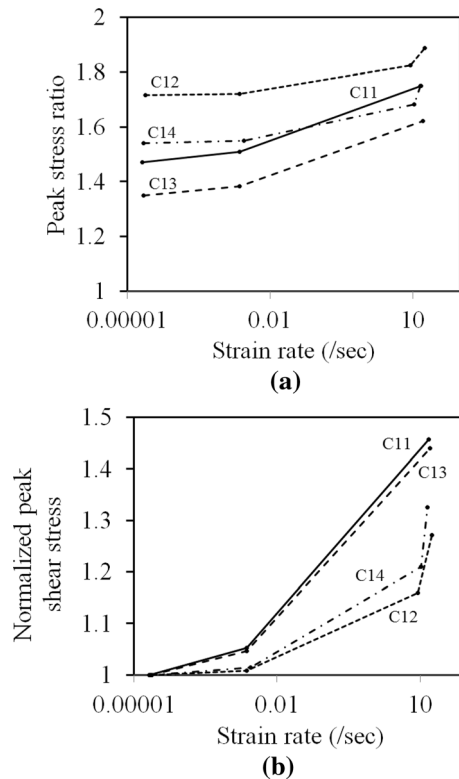 2
1.8
1.6
1.4
1.2
1
Peak stress ratio
C12
C11
C14
C13
0.00001
0.01
10
Strain rate (/sec)
(a)
1.5
1.4
1.3
1.2
1.1
1
Normalized peak
shear stress
C11
C13
C14
C12
0.00001
0.01
10
Strain rate (/sec)
(b)